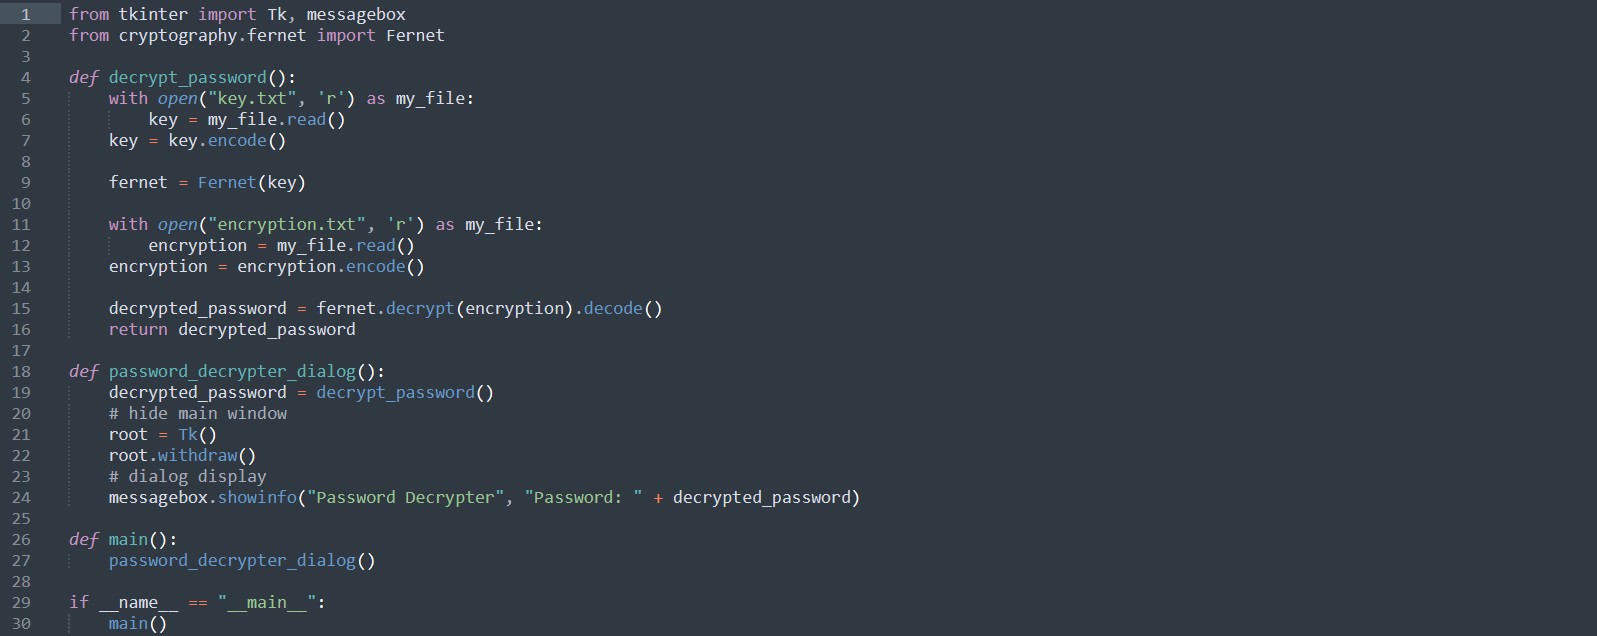 1 from tkinter import Tk, messagebox
2 from cryptography.fernet import Fernet
3
4 def decrypt_password():
5     with open("key.txt", 'r') as my_file:
6         key = my_file.read()
7     key = key.encode()
8
9     fernet = Fernet(key)
10
11     with open("encryption.txt", 'r') as my_file:
12         encryption = my_file.read()
13     encryption = encryption.encode()
14
15     decrypted_password = fernet.decrypt(encryption).decode()
16     return decrypted_password
17
18 def password_decrypter_dialog():
19     decrypted_password = decrypt_password()
20     # hide main window
21     root = Tk()
22     root.withdraw()
23     # dialog display
24     messagebox.showinfo("Password Decrypter", "Password: " + decrypted_password)
25
26 def main():
27     password_decrypter_dialog()
28
29 if __name__ == "__main__":
30     main()